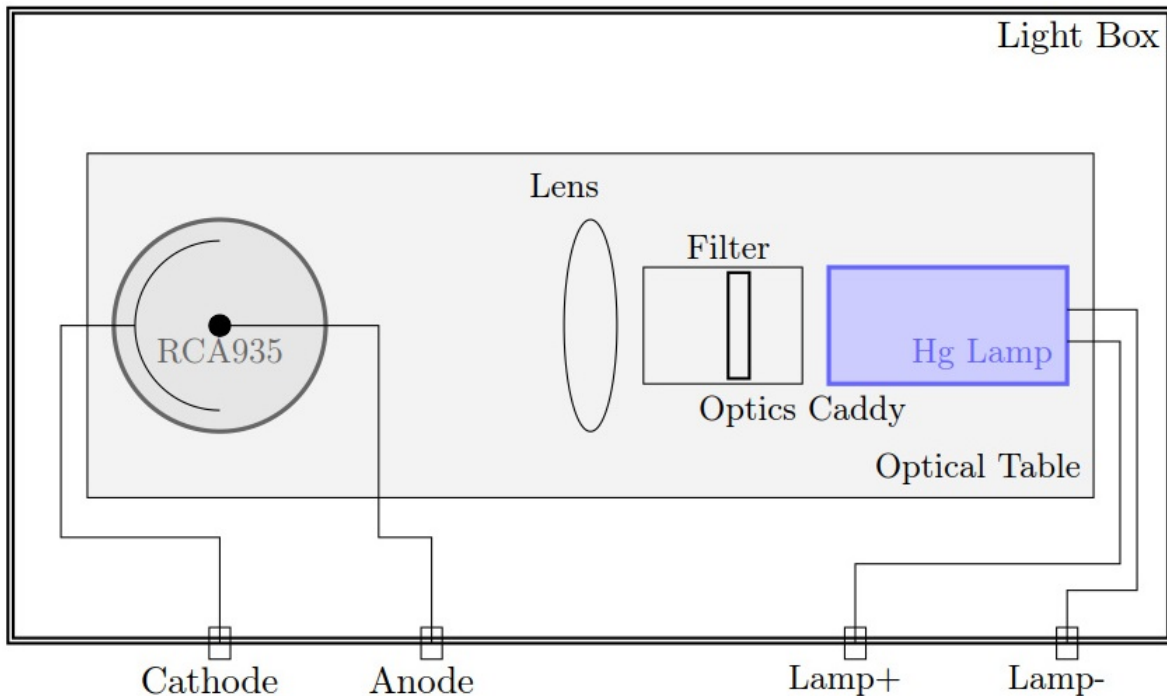 Light Box
Lens
Filter
RCA935
Hg Lamp
Optics Caddy
Optical Table
Cathode
Anode
Lamp+
Lamp-